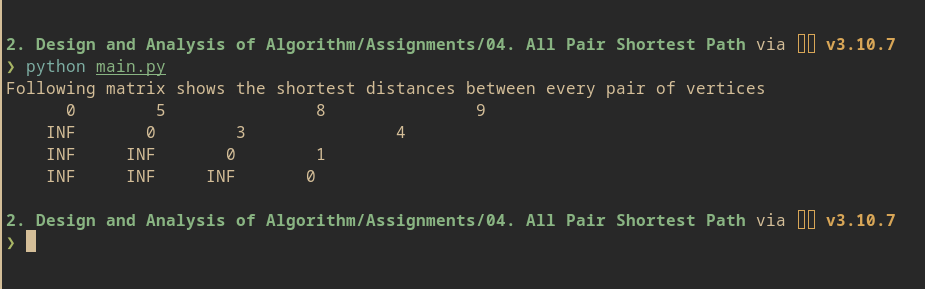 2. Design and Analysis of Algorithm/Assignments/04. All Pair Shortest Path via v3.10.7
❯ python main.py
Following matrix shows the shortest distances between every pair of vertices
      0        5               8               9
    INF       0        3               4
    INF     INF       0        1
    INF     INF     INF       0
2. Design and Analysis of Algorithm/Assignments/04. All Pair Shortest Path via v3.10.7
❯